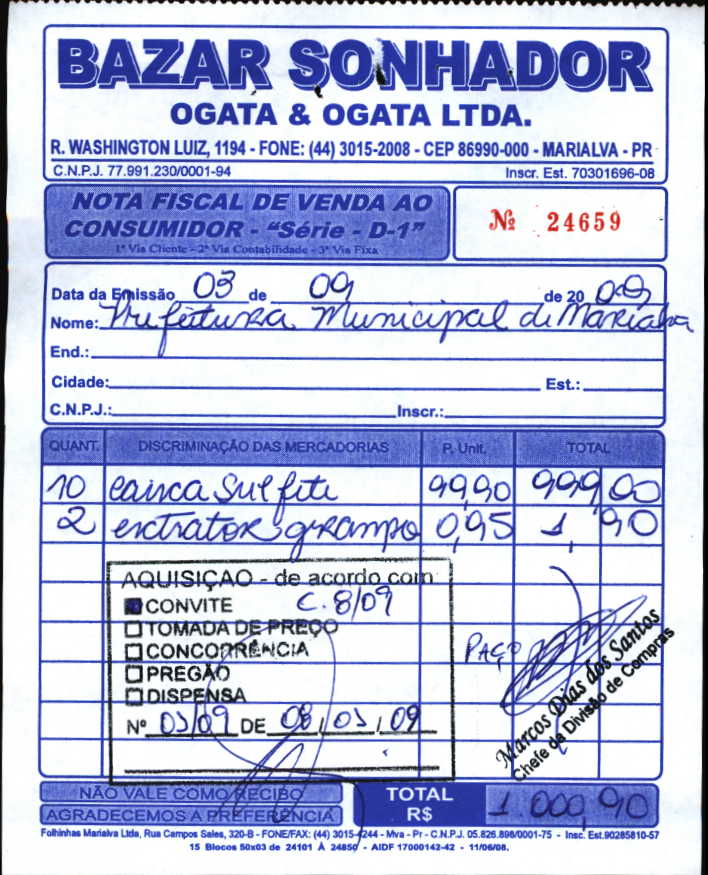 BAZAR SONHADOR
OGATA & OGATA LTDA.
R. WASHINGTON LUIZ, 1194 - FONE: (44) 3015-2008 - CEP 86990-000 - MARIALVA - PR
C.N.P.J. 77.991.230/0001-94 Inscr. Est. 70301696-08
NOTA FISCAL DE VENDA AO
CONSUMIDOR - "Série - D-1"
1ª Via Cliente - 2ª Via Contabilidade - 3ª Via Fixa
Nº 24659
Data da Emissão 03 de 09 de 2009
Nome: Prefeitura Municipal de Marialva
End.:
Cidade: Est.:
C.N.P.J.: Inscr.:
QUANT. DISCRIMINAÇÃO DAS MERCADORIAS P. Unit. TOTAL
10 caixa Sulfite 99,90 999,00
2 extrator grampo 0,95 1,90
AQUISIÇÃO - de acordo com
CONVITE C. 8/09
TOMADA DE PREÇO
CONCORRÊNCIA
PREGÃO
DISPENSA
Nº 03/09 DE 08/03/09
PAÇO
Marcos Dias dos Santos
Chefe da Divisão de Compras
NÃO VALE COMO RECIBO
AGRADECEMOS A PREFERÊNCIA
TOTAL
R$ 1.000,90
Folhinhas Marialva Ltda, Rua Campos Sales, 320-B - FONE/FAX: (44) 3015-4244 - Mva - Pr - C.N.P.J. 05.826.898/0001-75 - Insc. Est.90285810-57
15 Blocos 50x03 de 24101 À 24850 - AIDF 17000142-42 - 11/06/08.